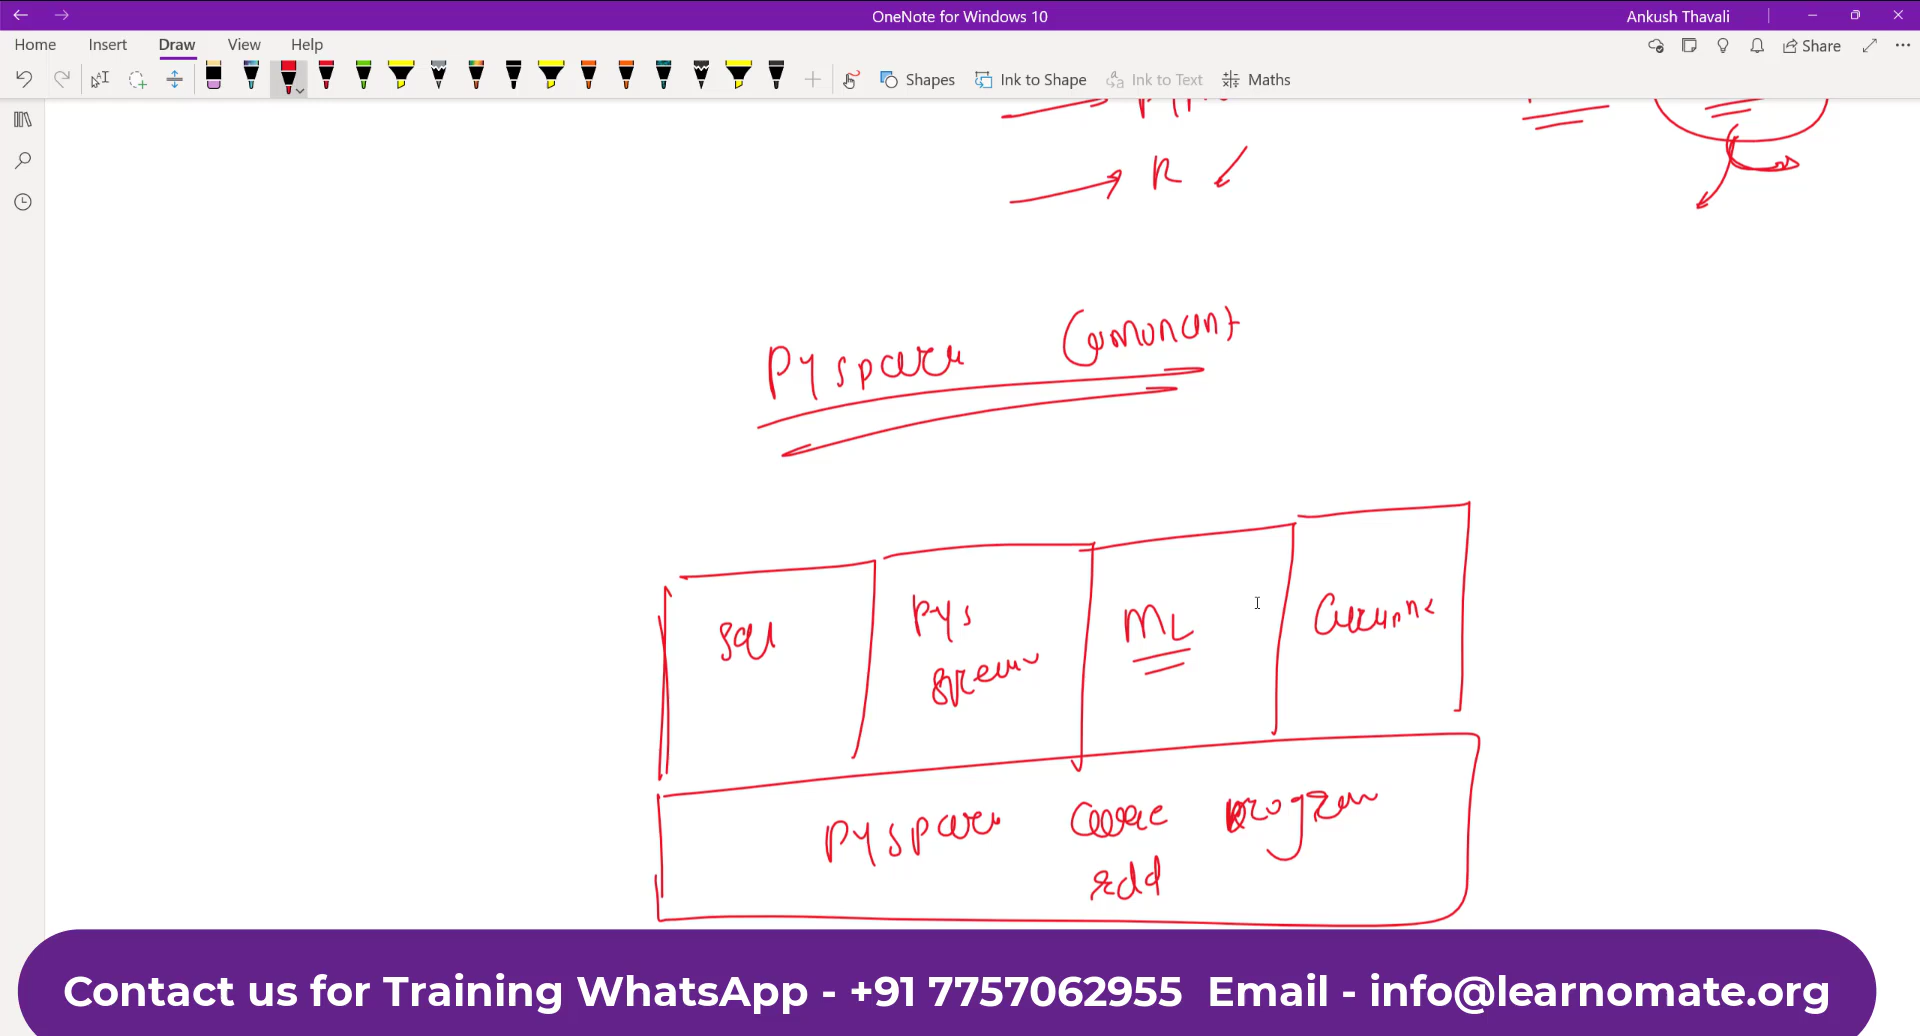 OneNote for Windows 10
Ankush Thavali
Home Insert Draw View Help
Share
Shapes Ink to Shape Ink to Text Maths
R
Pyspark Component
SQL
Pys
ML
Pyspark Core program
rdd
Contact us for Training WhatsApp - +91 7757062955 Email - info@learnomate.org